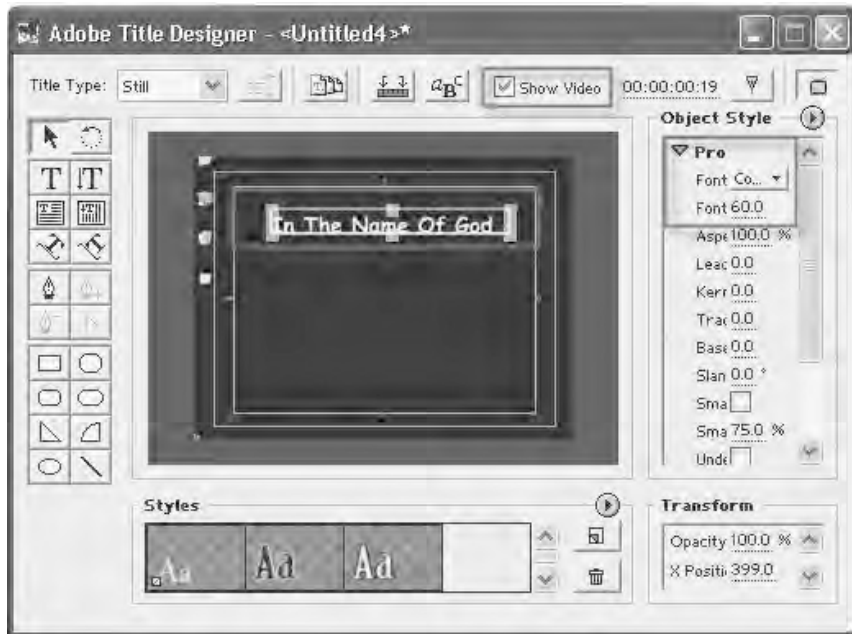 Adobe Title Designer - <Untitled4>*
Title Type: Still Show Video 00:00:00:19
Object Style
Pro
Font Co...
Font 60.0
Aspe 100.0 %
Leac 0.0
Kerr 0.0
Trac 0.0
Base 0.0
Slan 0.0 °
Sma
Sma 75.0 %
Unde
In The Name Of God
Styles
Aa Aa Aa
Transform
Opacity 100.0 %
X Positi 399.0